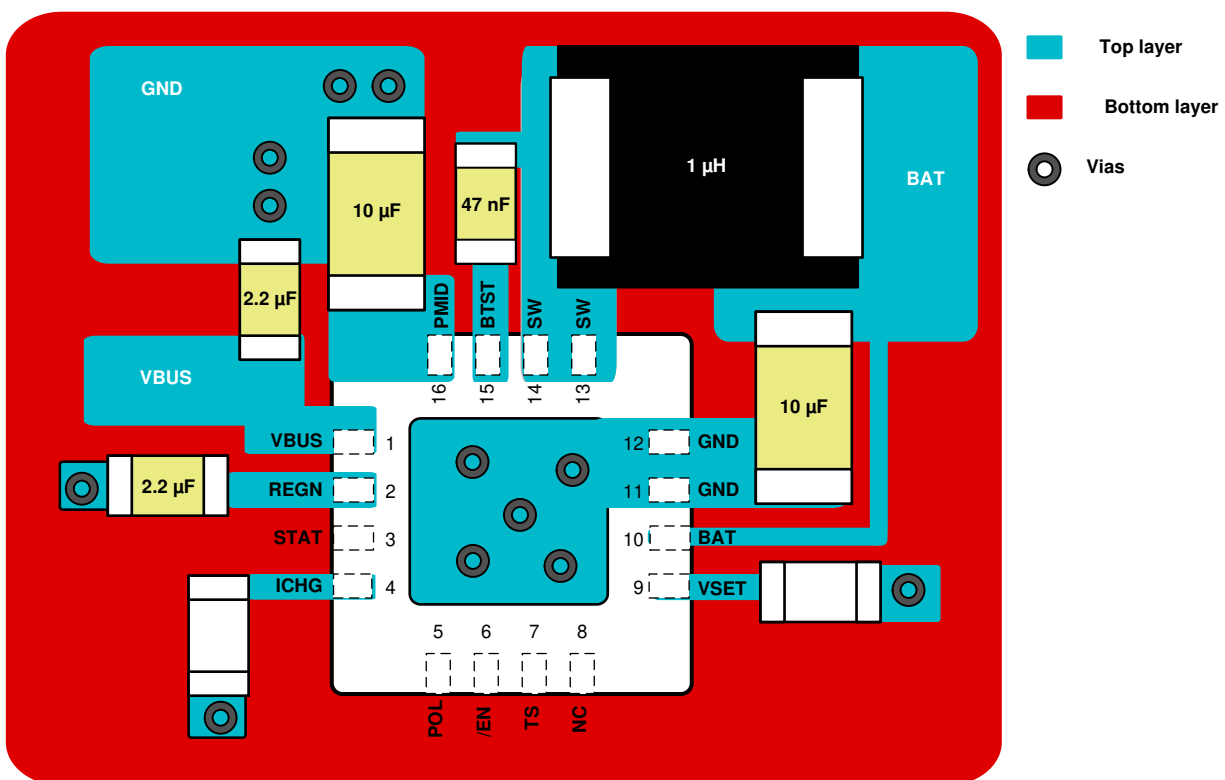 Top layer
GND
Bottom layer
1 µH
Vias
BAT
10 µF
47 nF
2.2 µF
PMID
BTST
SW
SW
VBUS
16
15
14
13
10 µF
VBUS
1
12
GND
2.2 µF
REGN
2
11
GND
STAT
3
10
BAT
ICHG
4
9
VSET
5
6
7
8
POL
/EN
TS
NC